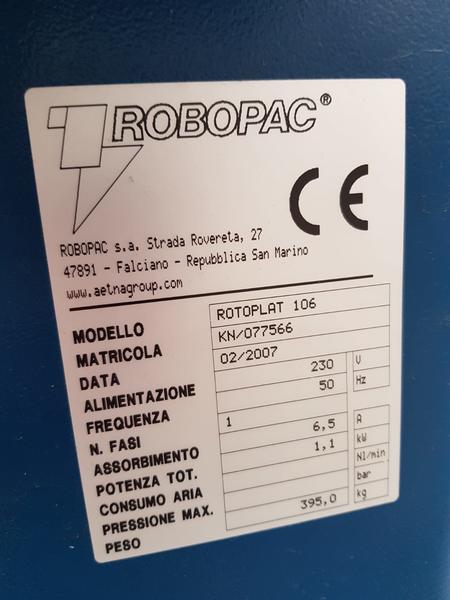 ROBOPAC®
CE
ROBOPAC s.a. Strada Rovereta, 27
47891 - Falciano - Repubblica San Marino
www.aetnagroup.com
MODELLO ROTOPLAT 106
MATRICOLA KN/077566
DATA 02/2007
ALIMENTAZIONE 230 V
FREQUENZA 50 Hz
N. FASI 1
ASSORBIMENTO 6,5 A
POTENZA TOT. 1,1 kW
CONSUMO ARIA Nl/min
PRESSIONE MAX. bar
PESO 395,0 kg